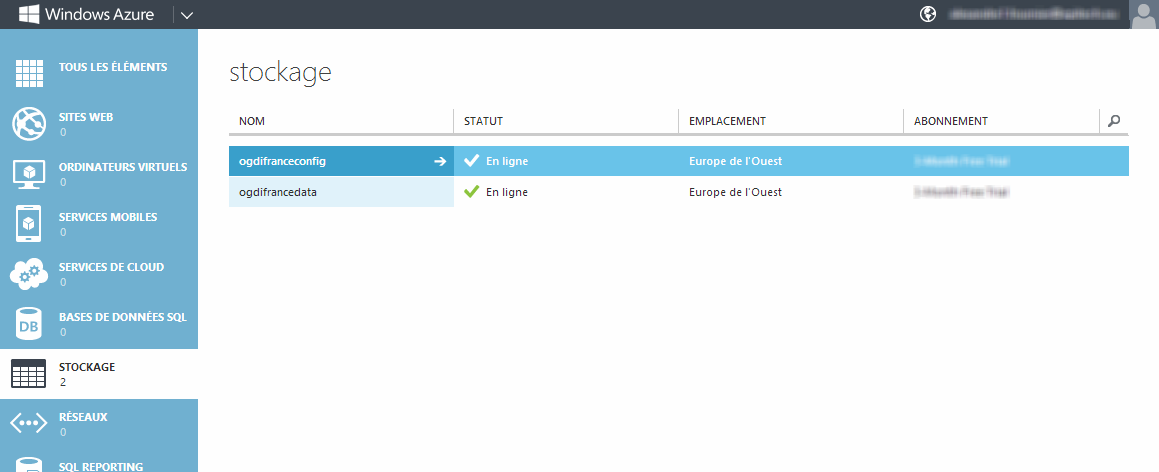 Windows Azure
TOUS LES ÉLÉMENTS
SITES WEB
0
ORDINATEURS VIRTUELS
0
SERVICES MOBILES
0
SERVICES DE CLOUD
0
DB
BASES DE DONNÉES SQL
0
STOCKAGE
2
RÉSEAUX
0
SQL REPORTING
stockage
NOM STATUT EMPLACEMENT ABONNEMENT
ogdifranceconfig En ligne Europe de l'Ouest
ogdifrancedata En ligne Europe de l'Ouest